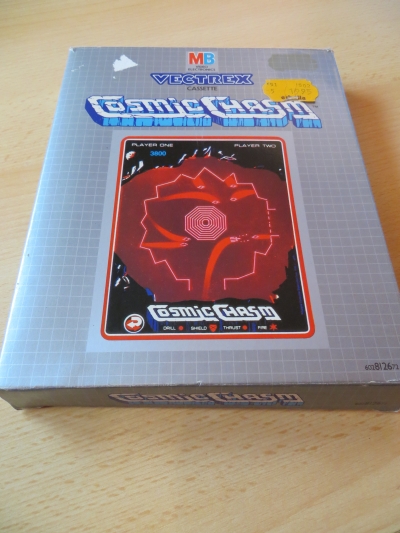 MB
VECTREX
CASSETTE
COSMIC CHASM
PLAYER ONE
PLAYER TWO
3800
COSMIC CHASM
DRILL SHIELD THRUST FIRE
COSMIC CHASM